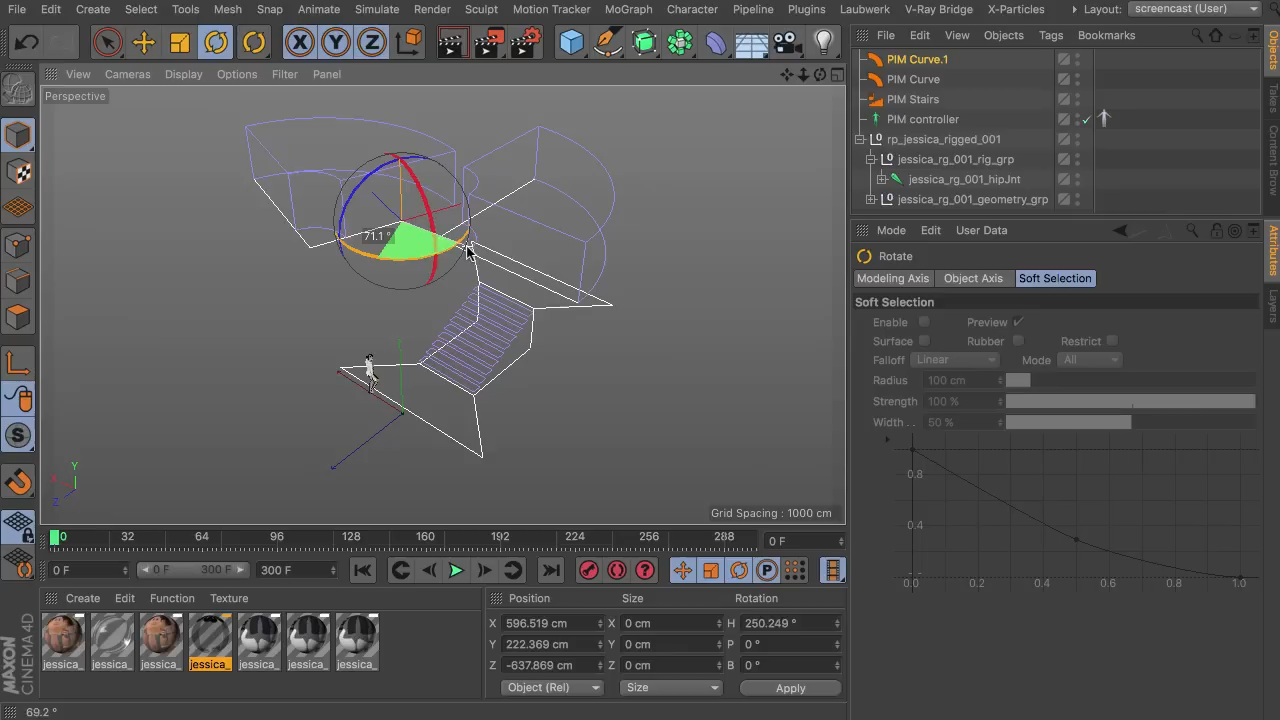 File Edit Create Select Tools Mesh Snap Animate Simulate Render Sculpt Motion Tracker MoGraph Character Pipeline Plugins Laubwerk V-Ray Bridge X-Particles Layout: screencast (User)
X Y Z
File Edit View Objects Tags Bookmarks
PIM Curve.1
PIM Curve
PIM Stairs
PIM controller
rp_jessica_rigged_001
jessica_rg_001_rig_grp
jessica_rg_001_hipJnt
jessica_rg_001_geometry_grp
View Cameras Display Options Filter Panel
Perspective
71.1 °
Y
X
Z
Grid Spacing : 1000 cm
Mode Edit User Data
Rotate
Modeling Axis Object Axis Soft Selection
Soft Selection
Enable Preview
Surface Rubber Restrict
Falloff Linear Mode All
Radius 100 cm
Strength 100 %
Width . . 50 %
0.8
0.4
0.0 0.2 0.4 0.6 0.8 1.0
Objects
Takes
Content Brow
Attributes
Layers
0 32 64 96 128 160 192 224 256 288 0 F
0 F 0 F 300 F 300 F
Create Edit Function Texture
jessica_ jessica_ jessica_ jessica_ jessica_ jessica_ jessica_
Position Size Rotation
X 596.519 cm X 0 cm H 250.249 °
Y 222.369 cm Y 0 cm P 0 °
Z -637.869 cm Z 0 cm B 0 °
Object (Rel) Size Apply
MAXON
CINEMA 4D
69.2 °